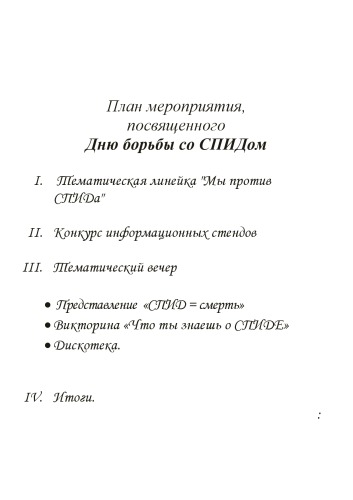 План мероприятия,
посвященного
Дню борьбы со СПИДом
I. Тематическая линейка "Мы против
СПИДа"
II. Конкурс информационных стендов
III. Тематический вечер
• Представление «СПИД = смерть»
• Викторина «Что ты знаешь о СПИДЕ»
• Дискотека.
IV. Итоги.
: